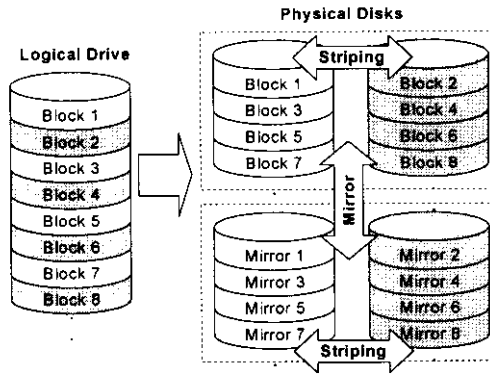 Physical Disks
Logical Drive
Block 1
Block 2
Block 3
Block 4
Block 5
Block 6
Block 7
Block 8
Striping
Block 1
Block 3
Block 5
Block 7
Block 2
Block 4
Block 6
Block 8
Mirror
Mirror 1
Mirror 3
Mirror 5
Mirror 7
Mirror 2
Mirror 4
Mirror 6
Mirror 8
Striping